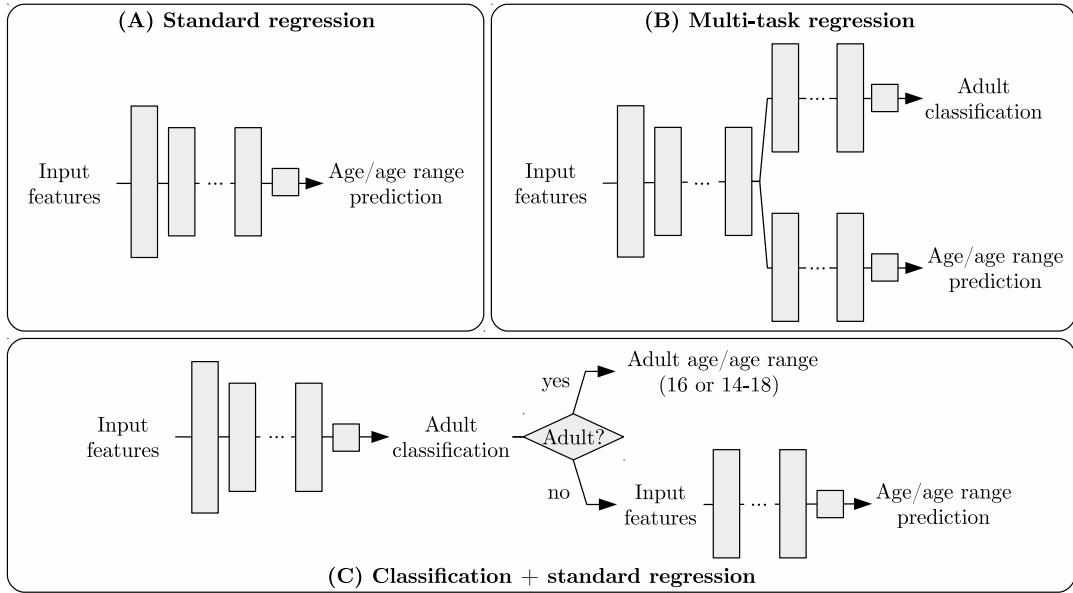 (A) Standard regression
Input
features
...
Age/age range
prediction
(B) Multi-task regression
Input
features
...
...
Adult
classification
...
Age/age range
prediction
Input
features
...
Adult
classification
Adult?
yes
Adult age/age range
(16 or 14-18)
no
Input
features
...
Age/age range
prediction
(C) Classification + standard regression